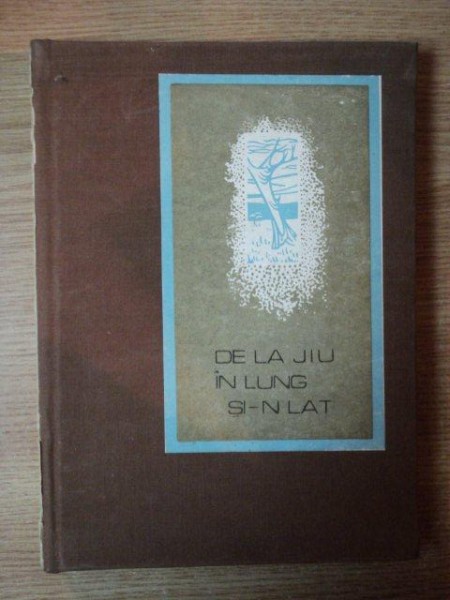 DE LA JIU
ÎN LUNG
ȘI-N LAT